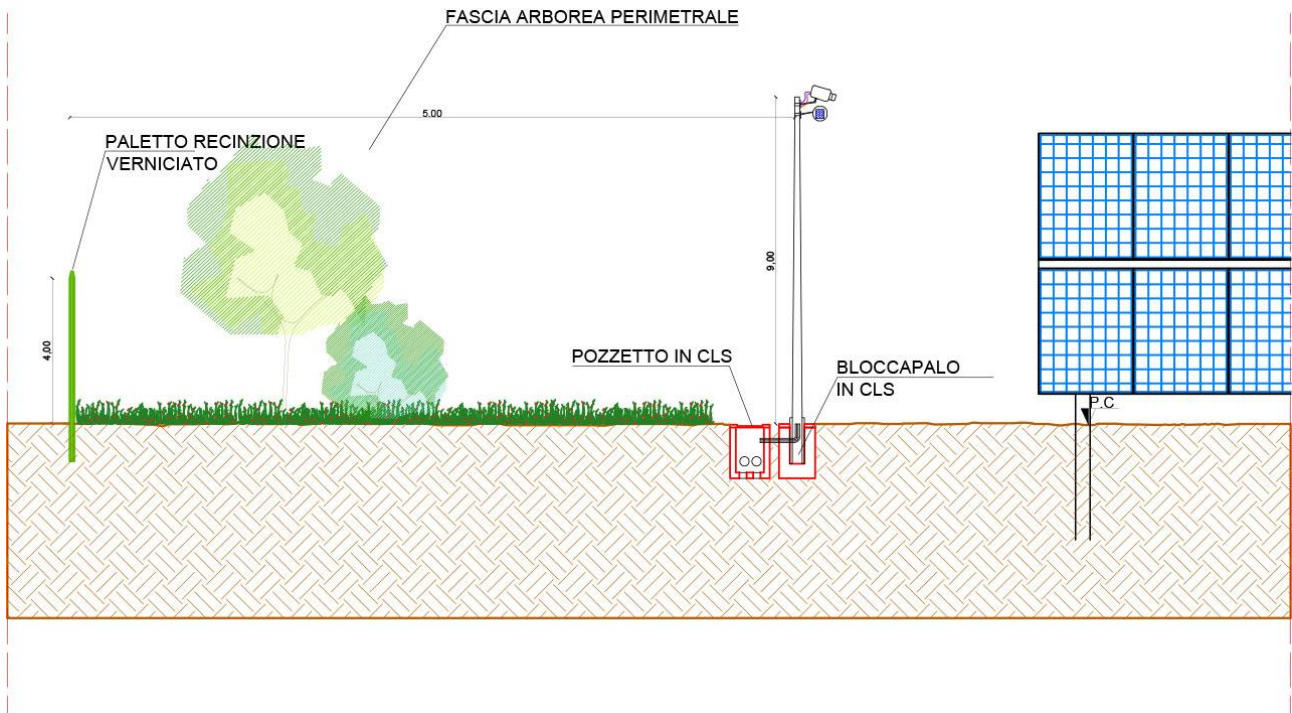 FASCIA ARBOREA PERIMETRALE
5.00
PALETTO RECINZIONE
VERNICIATO
9,00
4,00
POZZETTO IN CLS
BLOCCAPALO
IN CLS
P.C